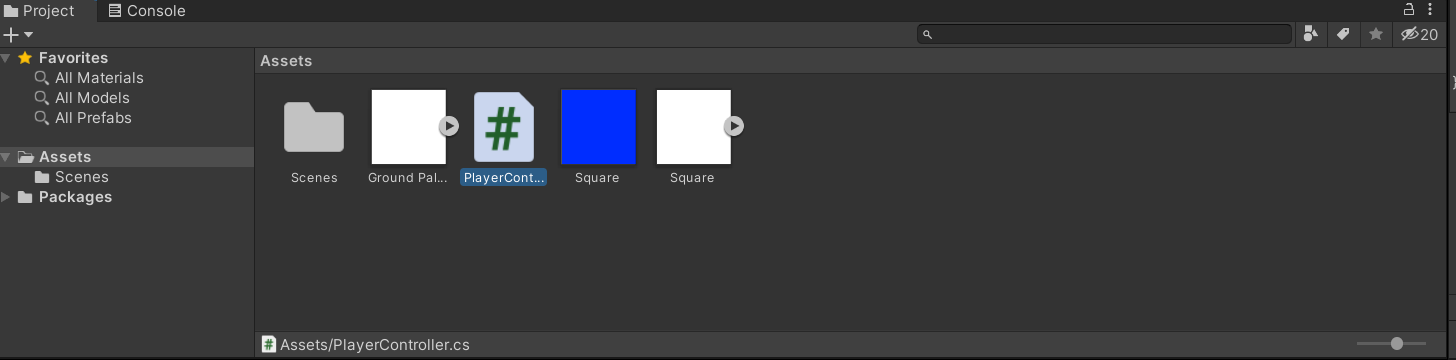 Project
Console
20
Favorites
All Materials
All Models
All Prefabs
Assets
Scenes
Packages
Assets
Scenes
Ground Pal...
PlayerCont...
Square
Square
Assets/PlayerController.cs